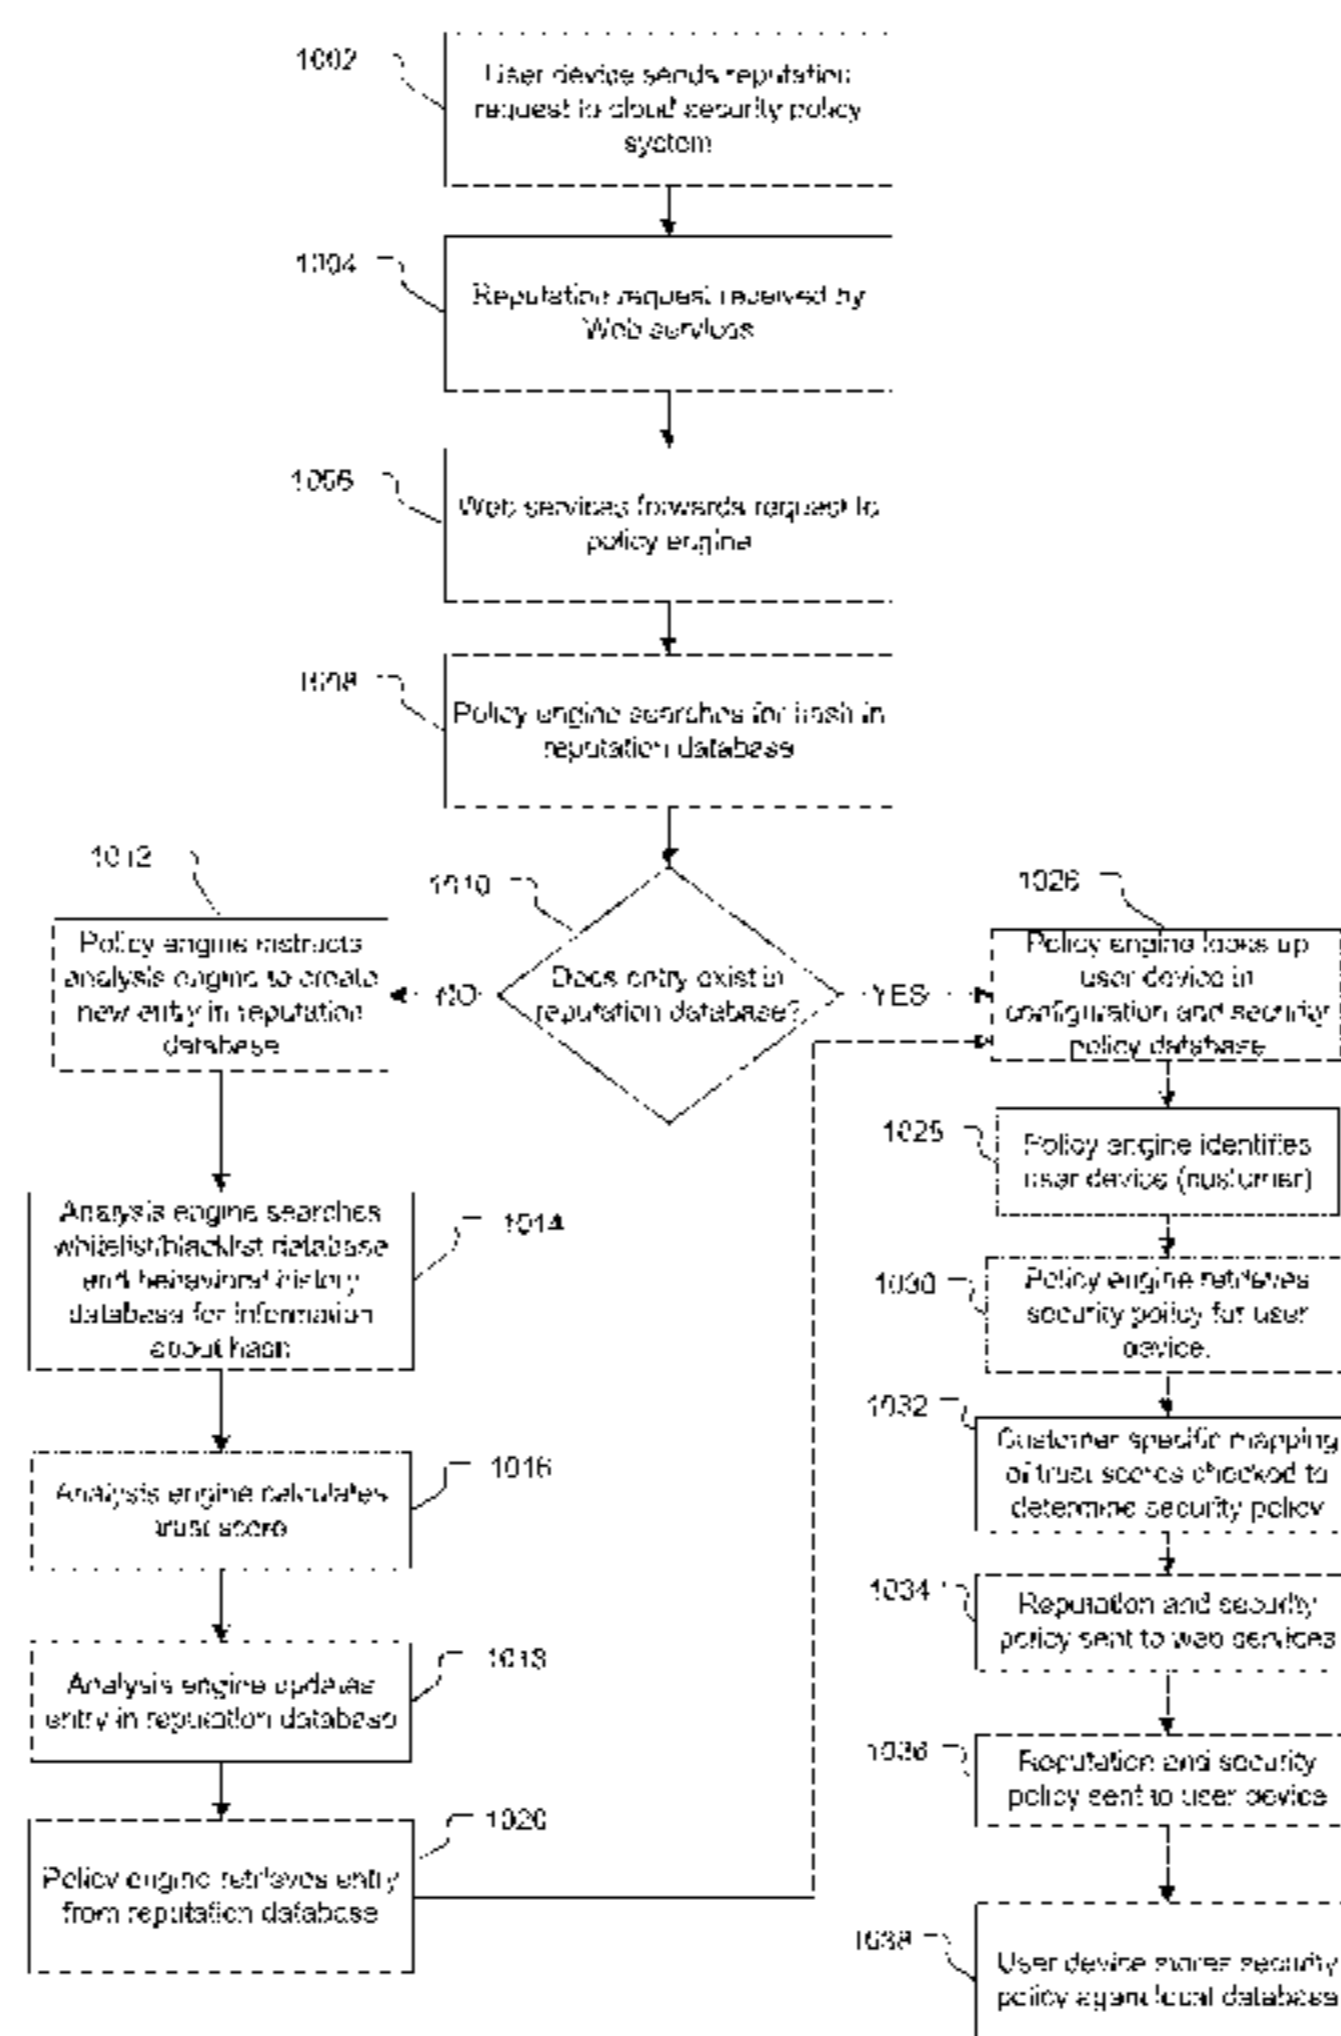 1002
User device sends reputation
request to cloud security policy
system
1004
Reputation request received by
Web services
1006
Web services forwards request to
policy engine
1008
Policy engine searches for hash in
reputation database
1010
Does entry exist in
reputation database?
NO
YES
1012
Policy engine instructs
analysis engine to create
new entry in reputation
database
1014
Analysis engine searches
whitelist/blacklist database
and behavioral history
database for information
about hash
1016
Analysis engine calculates
trust score
1018
Analysis engine updates
entry in reputation database
1020
Policy engine retrieves entry
from reputation database
1026
Policy engine looks up
user device in
configuration and security
policy database
Policy engine identifies
user device (customer)
1030
Policy engine retrieves
security policy for user
device.
1032
Customer specific mapping
of trust scores checked to
determine security policy
1034
Reputation and security
policy sent to web services
1036
Reputation and security
policy sent to user device
1038
User device stores security
policy agent local database